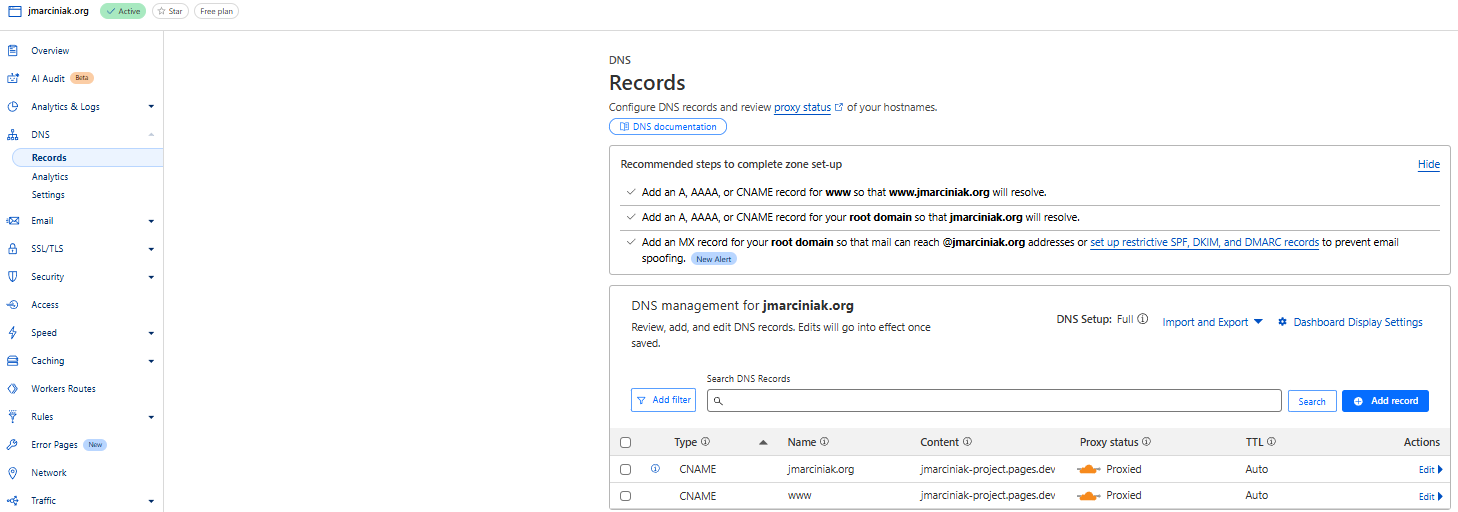 jmarciniak.org Active Star Free plan
Overview
AI Audit Beta
Analytics & Logs
DNS
Records
Analytics
Settings
Email
SSL/TLS
Security
Access
Speed
Caching
Workers Routes
Rules
Error Pages New
Network
Traffic
DNS
Records
Configure DNS records and review proxy status of your hostnames.
DNS documentation
Recommended steps to complete zone set-up Hide
Add an A, AAAA, or CNAME record for www so that www.jmarciniak.org will resolve.
Add an A, AAAA, or CNAME record for your root domain so that jmarciniak.org will resolve.
Add an MX record for your root domain so that mail can reach @jmarciniak.org addresses or set up restrictive SPF, DKIM, and DMARC records to prevent email
spoofing. New Alert
DNS management for jmarciniak.org
Review, add, and edit DNS records. Edits will go into effect once
saved.
DNS Setup: Full Import and Export Dashboard Display Settings
Search DNS Records
Add filter Search Add record
Type Name Content Proxy status TTL Actions
CNAME jmarciniak.org jmarciniak-project.pages.dev Proxied Auto Edit
CNAME www jmarciniak-project.pages.dev Proxied Auto Edit